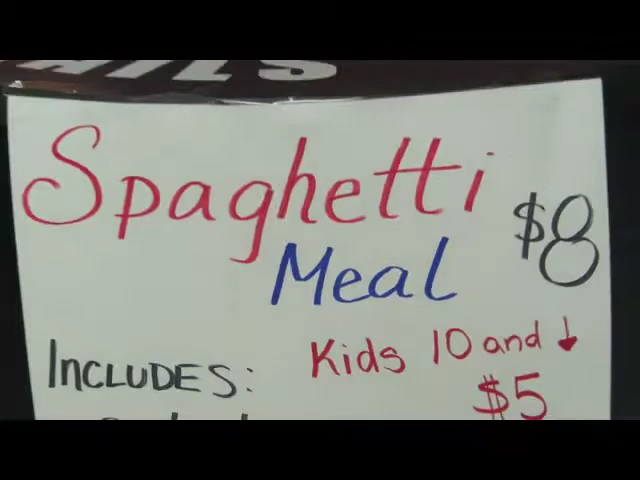 Spaghetti
$8
Meal
Kids 10 and ↓
INCLUDES:
$5